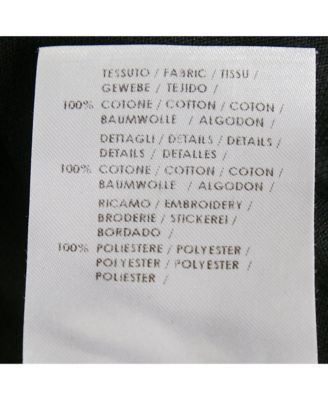 TESSUTO / FABRIC / TISSU /
GEWEBE / TEJIDO /
100% COTONE / COTTON / COTON /
BAUMWOLLE / ALGODON /
DETTAGLI / DETAILS / DETAILS /
DETAILS / DETALLES /
100% COTONE / COTTON / COTON /
BAUMWOLLE / ALGODON /
RICAMO / EMBROIDERY /
BRODERIE / STICKEREI /
BORDADO /
100% POLIESTERE / POLYESTER /
POLYESTER / POLYESTER /
POLIESTER /